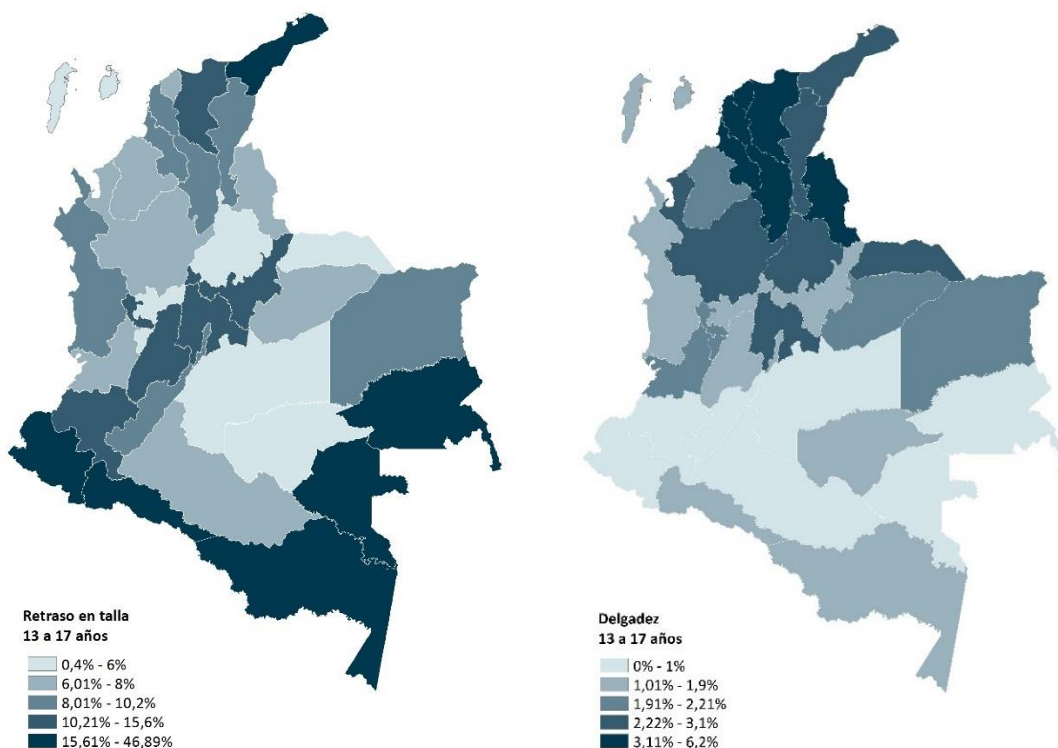 Retraso en talla
13 a 17 años
0,4% - 6%
6,01% - 8%
8,01% - 10,2%
10,21% - 15,6%
15,61% - 46,89%
Delgadez
13 a 17 años
0% - 1%
1,01% - 1,9%
1,91% - 2,21%
2,22% - 3,1%
3,11% - 6,2%